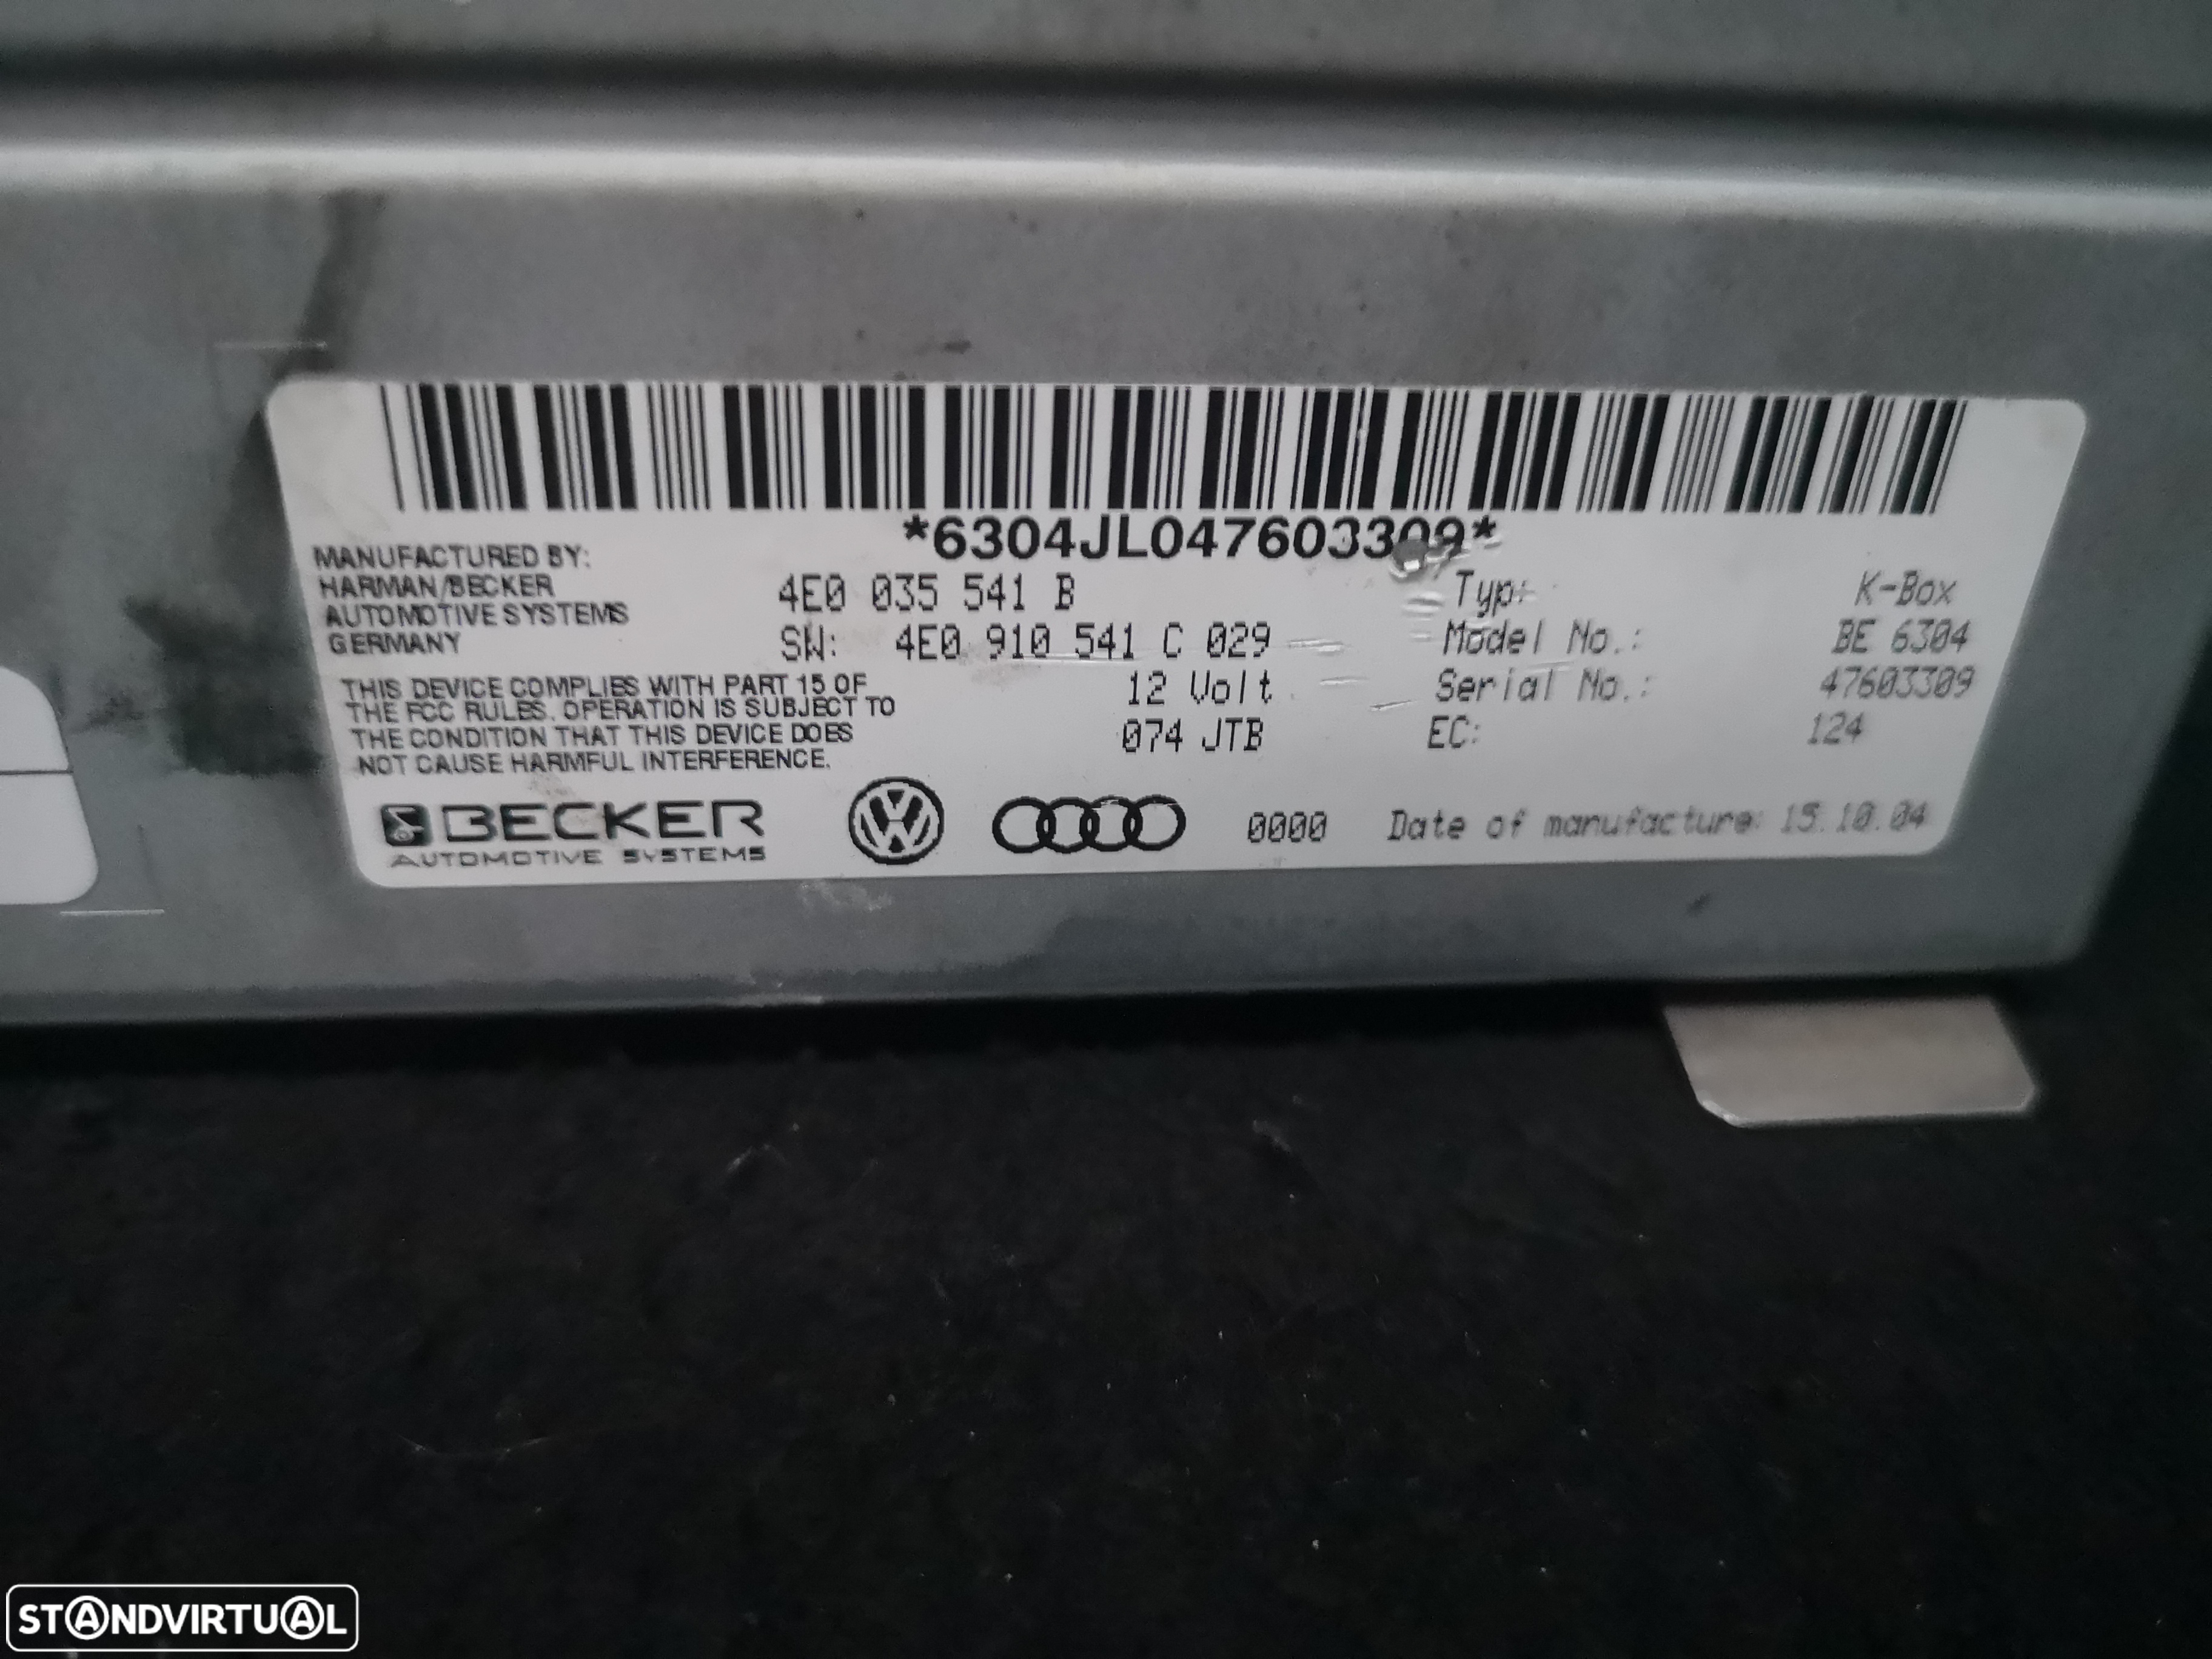 *6304JL047603309*
MANUFACTURED BY:
HARMAN/BECKER
AUTOMOTIVE SYSTEMS
GERMANY
4E0 035 541 B
SW: 4E0 910 541 C 029
12 Volt
074 JTB
Typ: K-Box
Model No.: BE 6304
Serial No.: 47603309
EC: 124
THIS DEVICE COMPLIES WITH PART 15 OF
THE FCC RULES. OPERATION IS SUBJECT TO
THE CONDITION THAT THIS DEVICE DOES
NOT CAUSE HARMFUL INTERFERENCE.
BECKER
AUTOMOTIVE SYSTEMS
0000 Date of manufacture: 15.10.04
STANDVIRTUAL